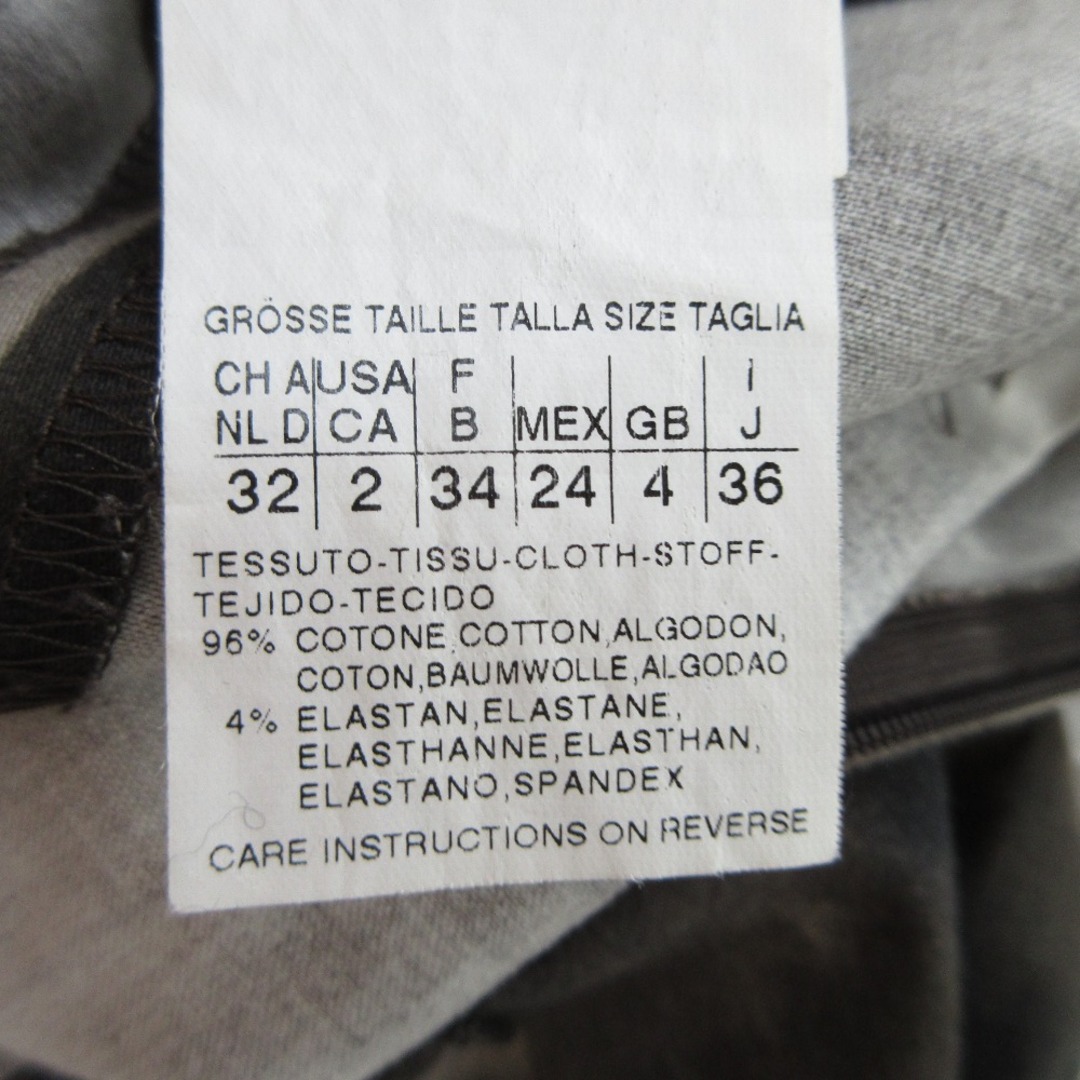 GRÖSSE TAILLE TALLA SIZE TAGLIA
CH A USA F I
NL D CA B MEX GB J
32 2 34 24 4 36
TESSUTO-TISSU-CLOTH-STOFF-
TEJIDO-TECIDO
96% COTONE,COTTON,ALGODON,
COTON,BAUMWOLLE,ALGODAO
4% ELASTAN,ELASTANE,
ELASTHANNE,ELASTHAN,
ELASTANO,SPANDEX
CARE INSTRUCTIONS ON REVERSE